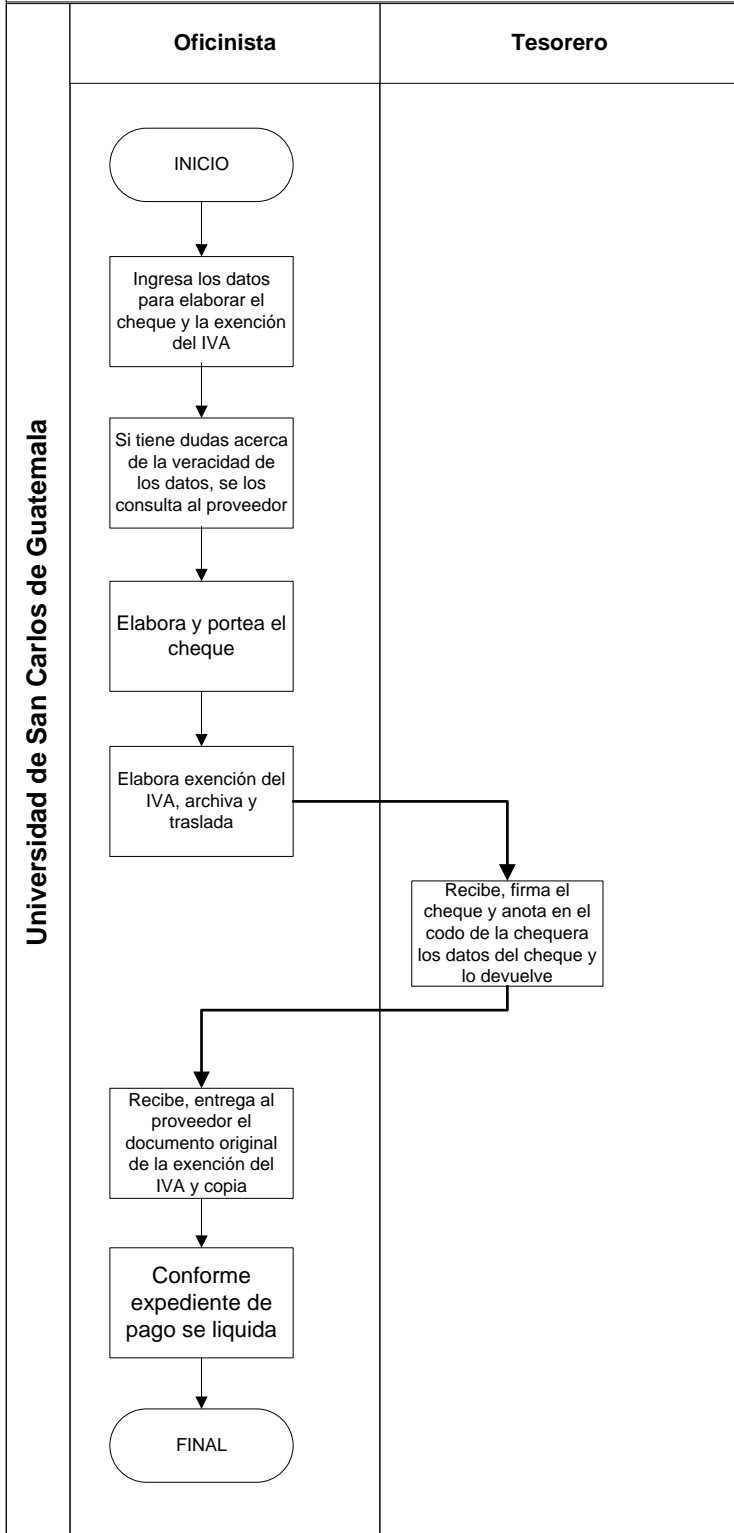 Oficinista
Tesorero
Universidad de San Carlos de Guatemala
INICIO
Ingresa los datos
para elaborar el
cheque y la exención
del IVA
Si tiene dudas acerca
de la veracidad de
los datos, se los
consulta al proveedor
Elabora y portea el
cheque
Elabora exención del
IVA, archiva y
traslada
Recibe, firma el
cheque y anota en el
codo de la chequera
los datos del cheque y
lo devuelve
Recibe, entrega al
proveedor el
documento original
de la exención del
IVA y copia
Conforme
expediente de
pago se liquida
FINAL